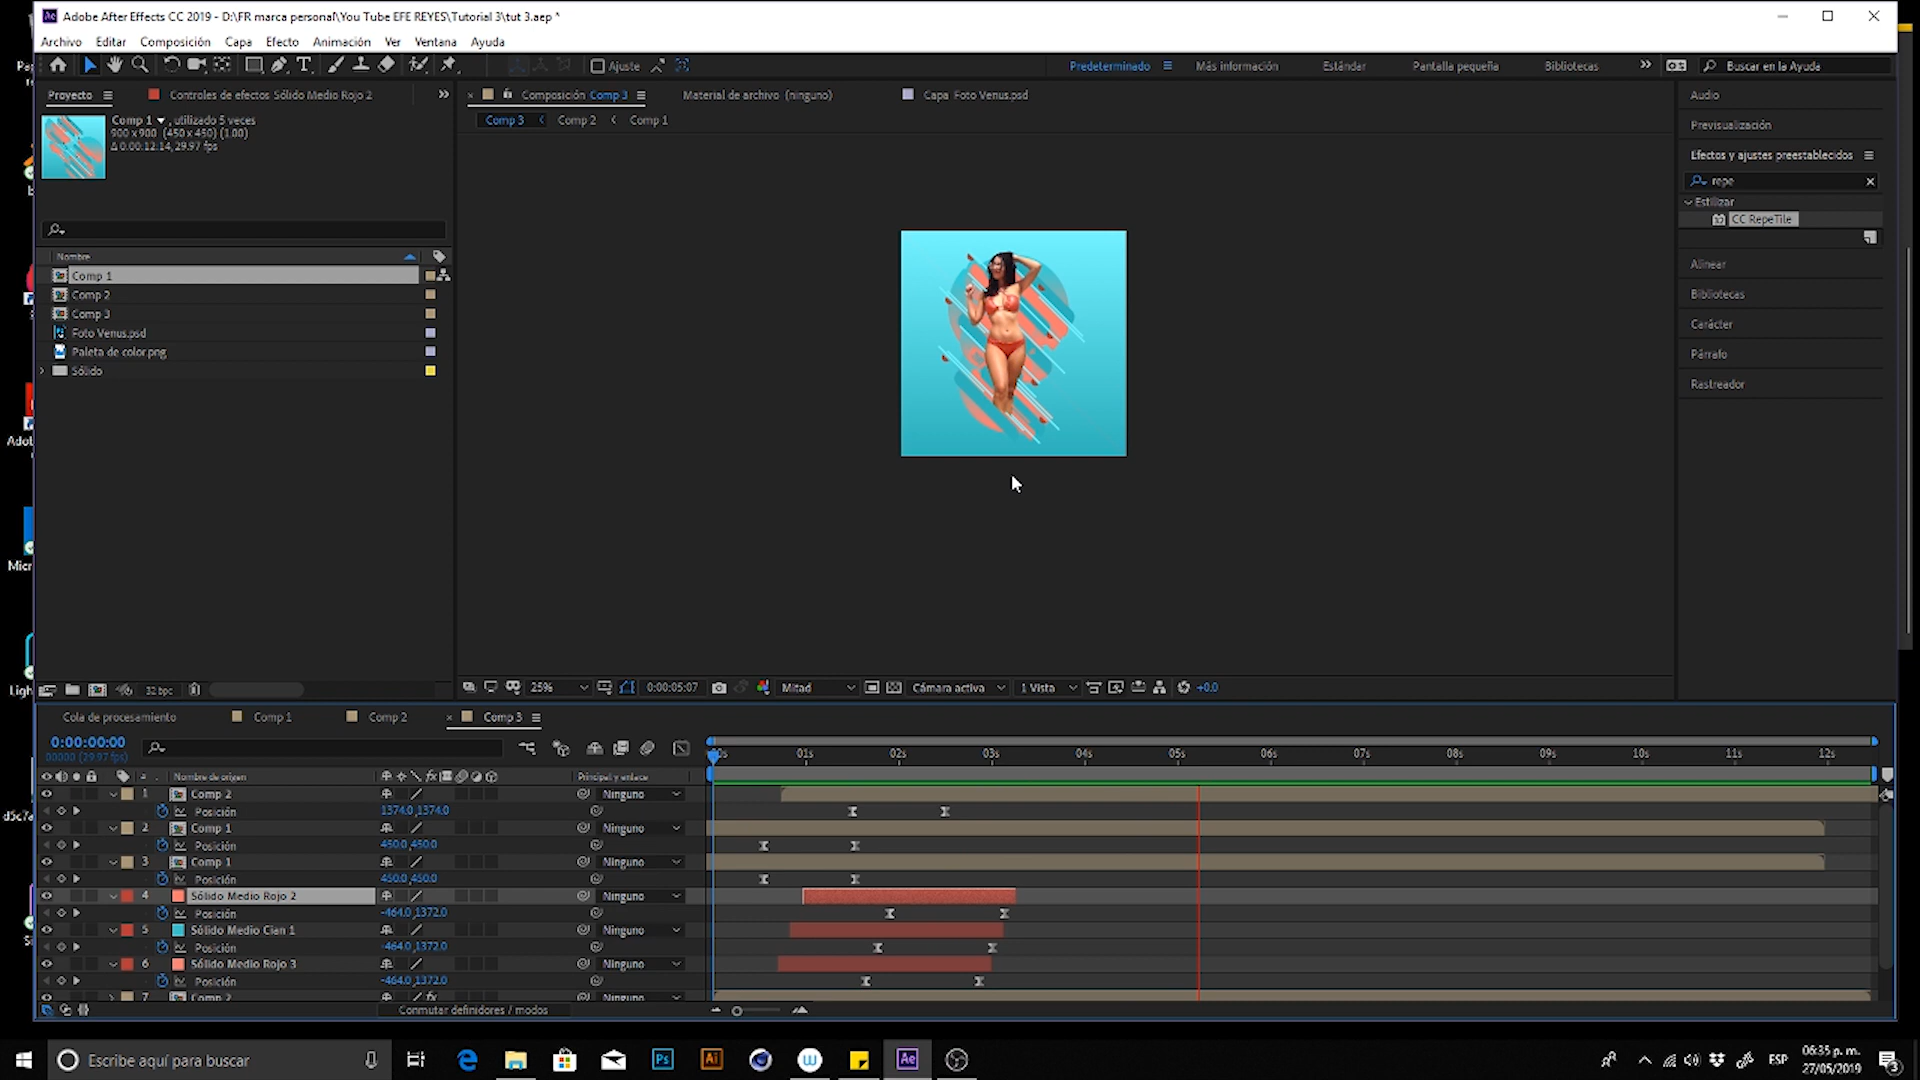 Adobe After Effects CC 2019 - D:\FR marca personal\You Tube EFE REYES\Tutorial 3\tut 3.aep *
Archivo Editar Composición Capa Efecto Animación Ver Ventana Ayuda
Ajuste Predeterminado Más información Estándar Pantalla pequeña Bibliotecas Buscar en la Ayuda
Proyecto Controles de efectos Sólido Medio Rojo 2 Composición Comp 3 Material de archivo (ninguno) Capa Foto Venus.psd Audio
Comp 1 , utilizado 5 veces
900 x 900 (450 x 450) (1.00)
Δ 0:00:12:14, 29.97 fps
Comp 3 Comp 2 Comp 1
Previsualización
Efectos y ajustes preestablecidos
repe
Estilizar
CC RepeTile
Alinear
Bibliotecas
Carácter
Párrafo
Rastreador
Nombre
Comp 1
Comp 2
Comp 3
Foto Venus.psd
Paleta de color.png
Sólido
Adob
Micr
Ligh
32 bpc 25% 0:00:05:07 Mitad Cámara activa 1 Vista +0.0
Cola de procesamiento Comp 1 Comp 2 Comp 3
0:00:00:00
00000 (29.97 fps)
01s 02s 03s 04s 05s 06s 07s 08s 09s 10s 11s 12s
# Nombre de origen fx Principal y enlace
1 Comp 2 Ninguno
Posición 1374.0,1374.0
2 Comp 1 Ninguno
Posición 450.0,450.0
3 Comp 1 Ninguno
Posición 450.0,450.0
4 Sólido Medio Rojo 2 Ninguno
Posición -464.0,1372.0
5 Sólido Medio Cian 1 Ninguno
Posición -464.0,1372.0
6 Sólido Medio Rojo 3 Ninguno
Posición -464.0,1372.0
7 Comp 2 fx Ninguno
Conmutar definidores / modos
Escribe aquí para buscar
Ps Ai Ae ESP
06:35 p. m.
27/05/2019
3